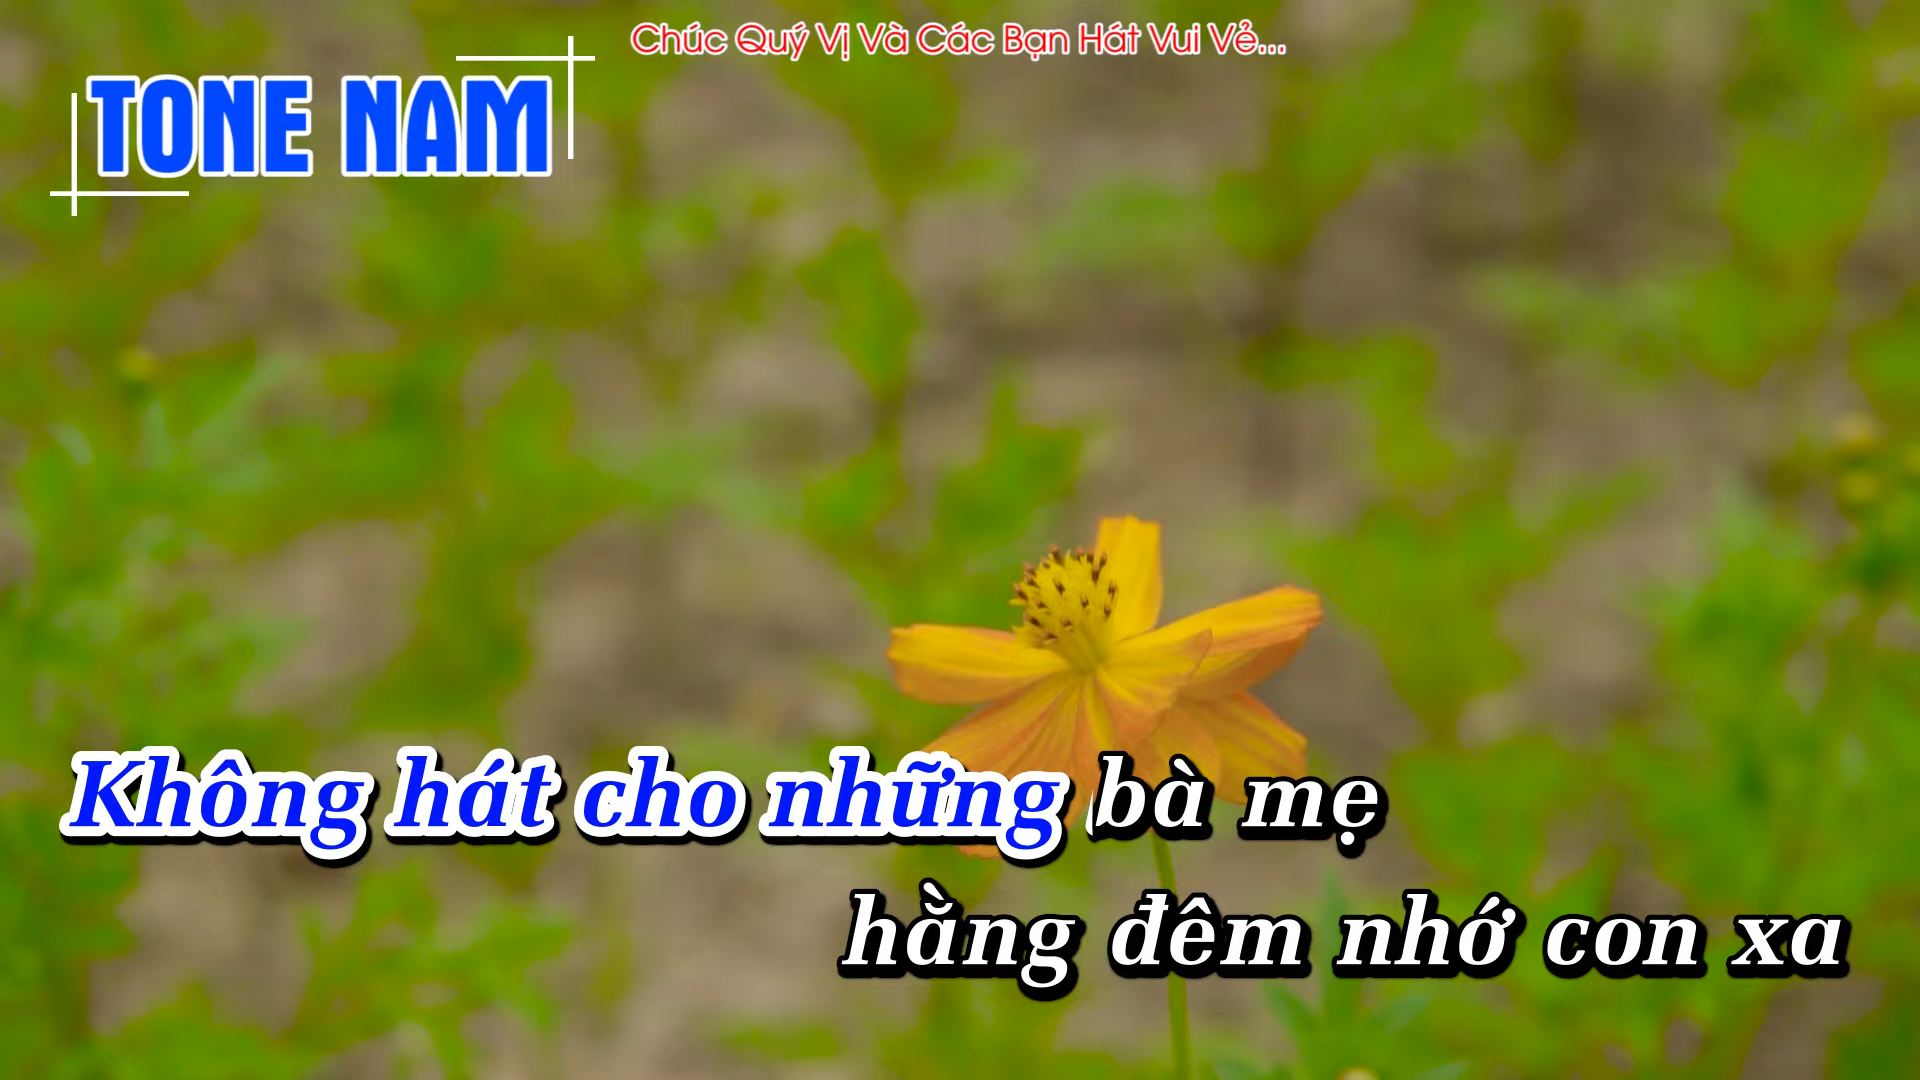 Chúc Quý Vị Và Các Bạn Hát Vui Vẻ...
TONE NAM
Không hát cho những bà mẹ
hằng đêm nhớ con xa